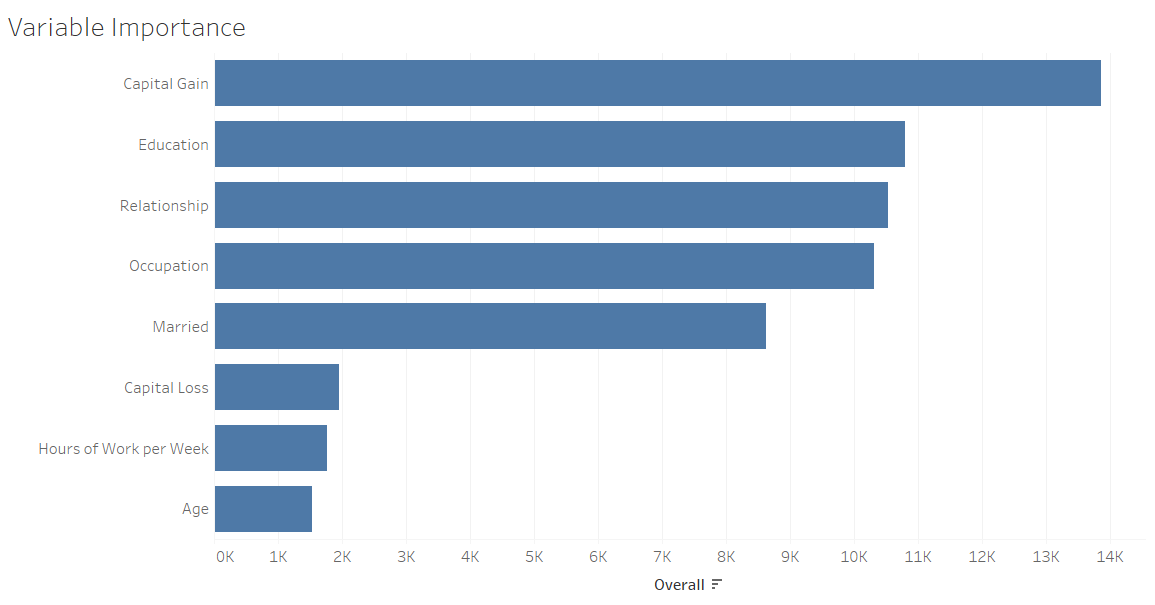 Variable Importance
Capital Gain
Education
Relationship
Occupation
Married
Capital Loss
Hours of Work per Week
Age
0K 1K 2K 3K 4K 5K 6K 7K 8K 9K 10K 11K 12K 13K 14K
Overall